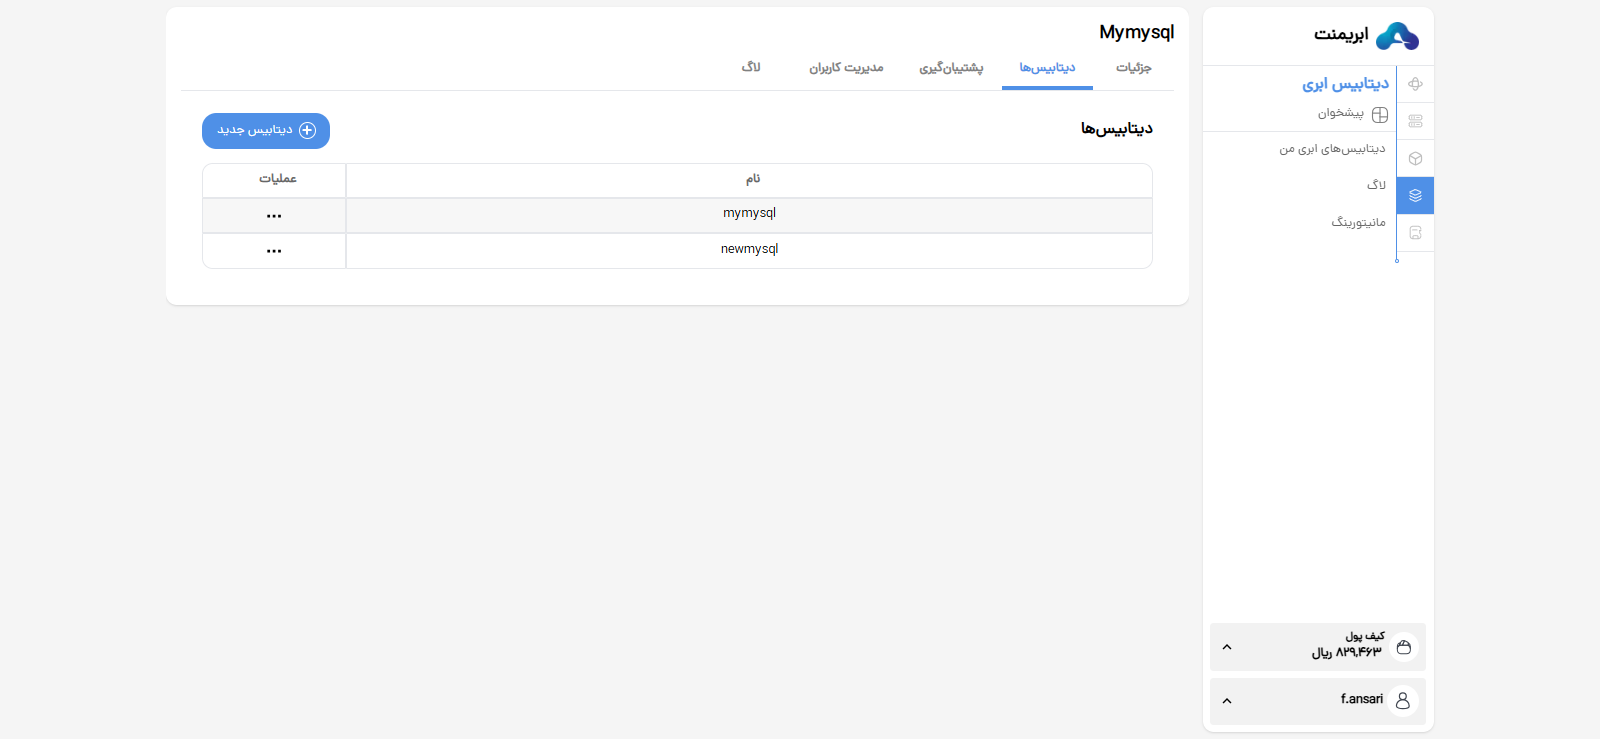 ابریمنت
دیتابیس ابری
پیشخوان
دیتابیس‌های ابری من
لاگ
مانیتورینگ
کیف پول
۸۲۹,۴۶۳ ریال
f.ansari
Mymysql
جزئیات دیتابیس‌ها پشتیبان‌گیری مدیریت کاربران لاگ
دیتابیس‌ها
دیتابیس جدید
نام عملیات
mymysql
newmysql